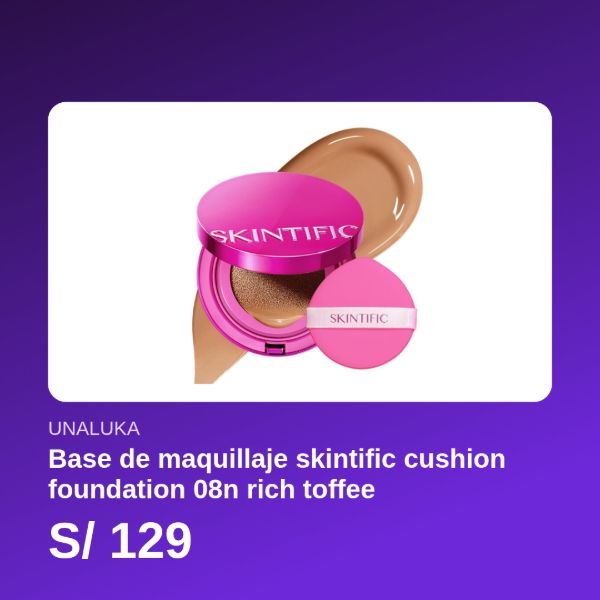 SKINTIFIC
SKINTIFIC
UNALUKA
Base de maquillaje skintific cushion
foundation 08n rich toffee
S/ 129